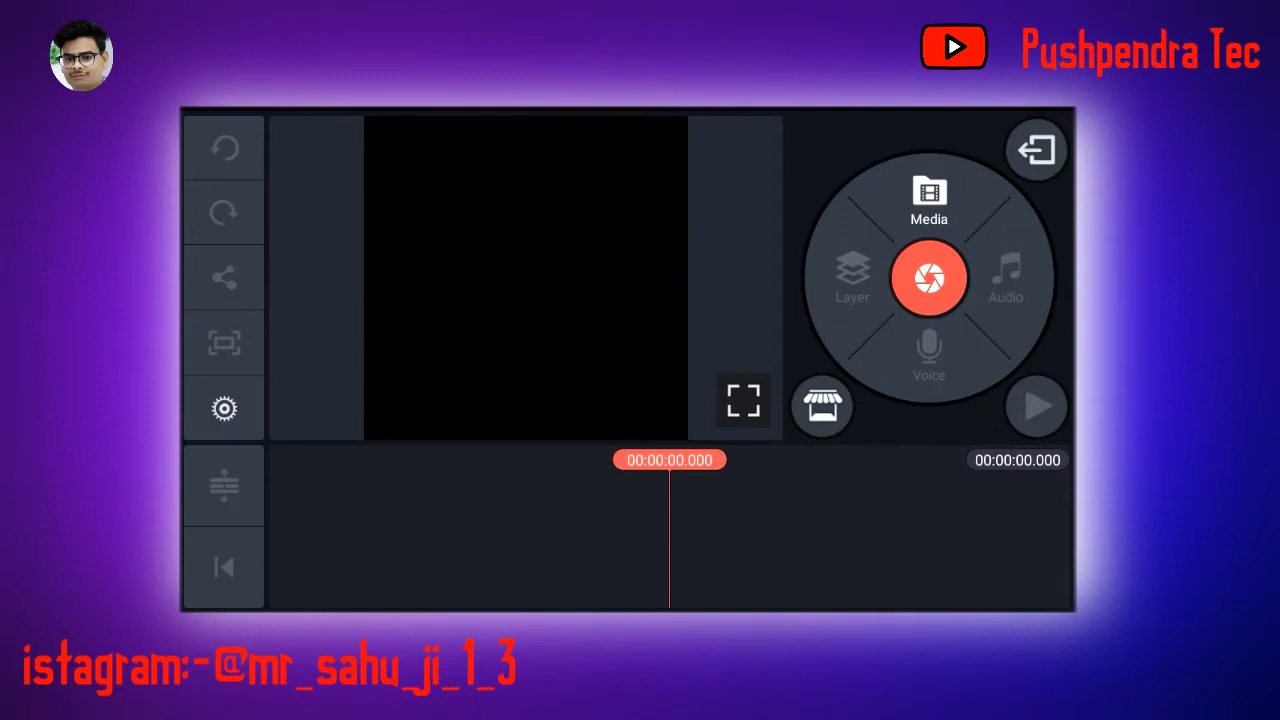 Pushpendra Tec
Media
Layer
Audio
Voice
00:00:00.000
00:00:00.000
istagram:-@mr_sahu_ji_1_3